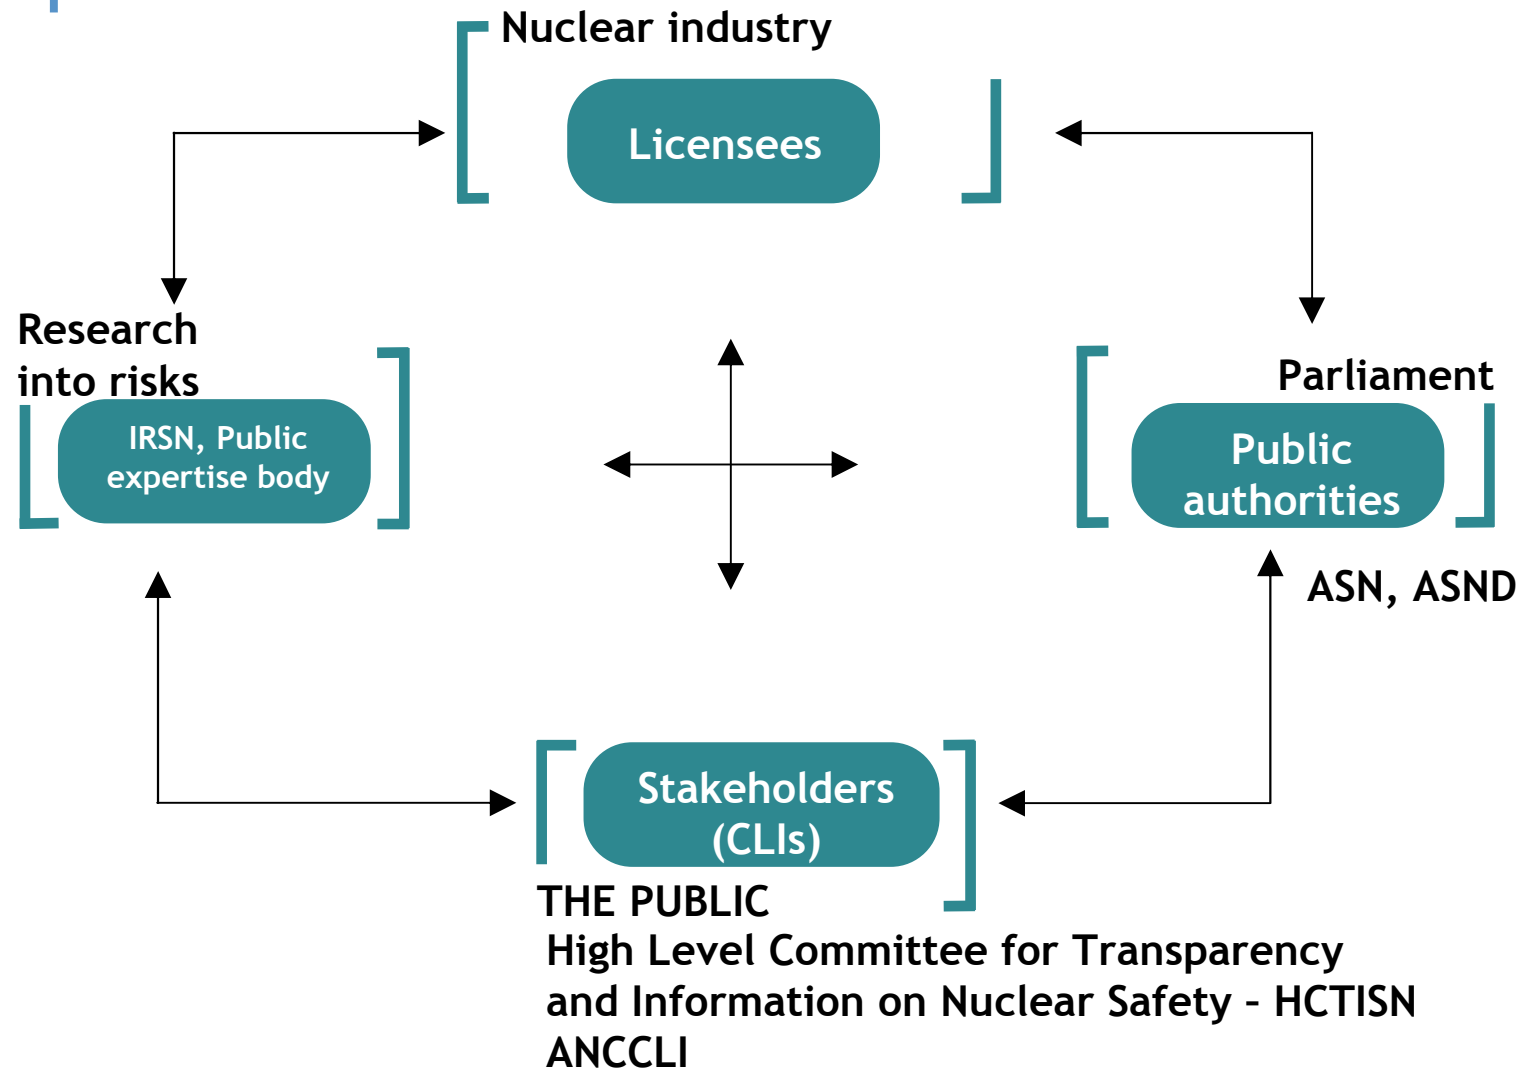 Nuclear industry
Licensees
Research
into risks
IRSN, Public
expertise body
Parliament
Public
authorities
ASN, ASND
Stakeholders
(CLIs)
THE PUBLIC
High Level Committee for Transparency
and Information on Nuclear Safety – HCTISN
ANCCLI